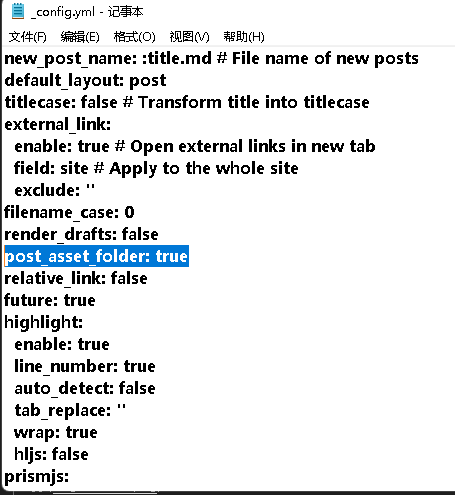 _config.yml - 记事本
文件(F) 编辑(E) 格式(O) 视图(V) 帮助(H)
new_post_name: :title.md # File name of new posts
default_layout: post
titlecase: false # Transform title into titlecase
external_link:
  enable: true # Open external links in new tab
  field: site # Apply to the whole site
  exclude: ''
filename_case: 0
render_drafts: false
post_asset_folder: true
relative_link: false
future: true
highlight:
  enable: true
  line_number: true
  auto_detect: false
  tab_replace: ''
  wrap: true
  hljs: false
prismjs: